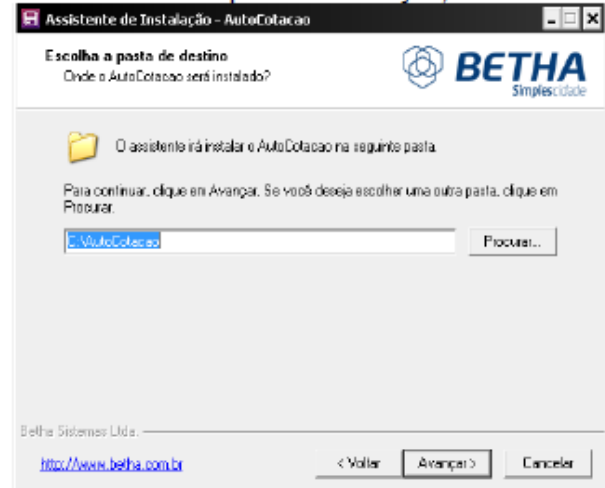 Assistente de Instalação - AutoCotacao
Escolha a pasta de destino
Onde o AutoCotacao será instalado?
BETHA
Simplescidade
O assistente irá instalar o AutoCotacao na seguinte pasta.
Para continuar, clique em Avançar. Se você deseja escolher uma outra pasta, clique em
Procurar.
C:\AutoCotacao
Procurar...
Betha Sistemas Ltda.
http://www.betha.com.br
< Voltar
Avançar >
Cancelar